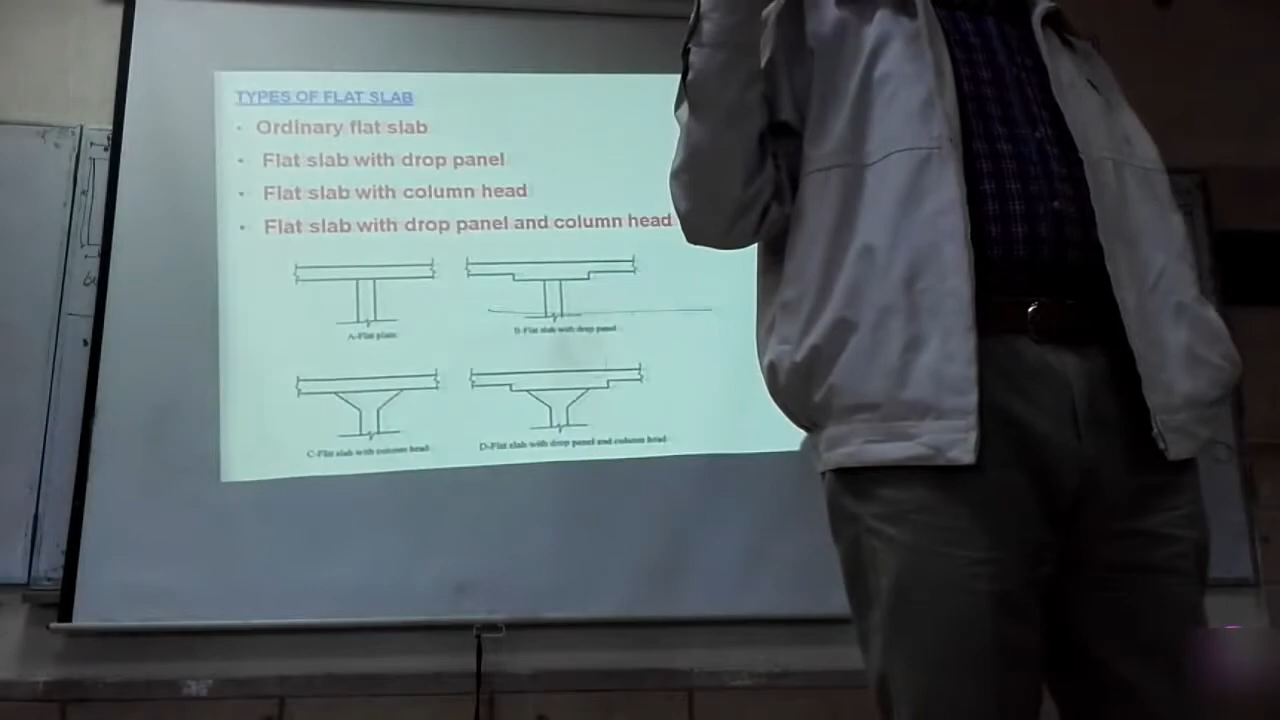 TYPES OF FLAT SLAB
• Ordinary flat slab
• Flat slab with drop panel
• Flat slab with column head
• Flat slab with drop panel and column head
A-Flat plate
B-Flat slab with drop panel
C-Flat slab with column head
D-Flat slab with drop panel and column head